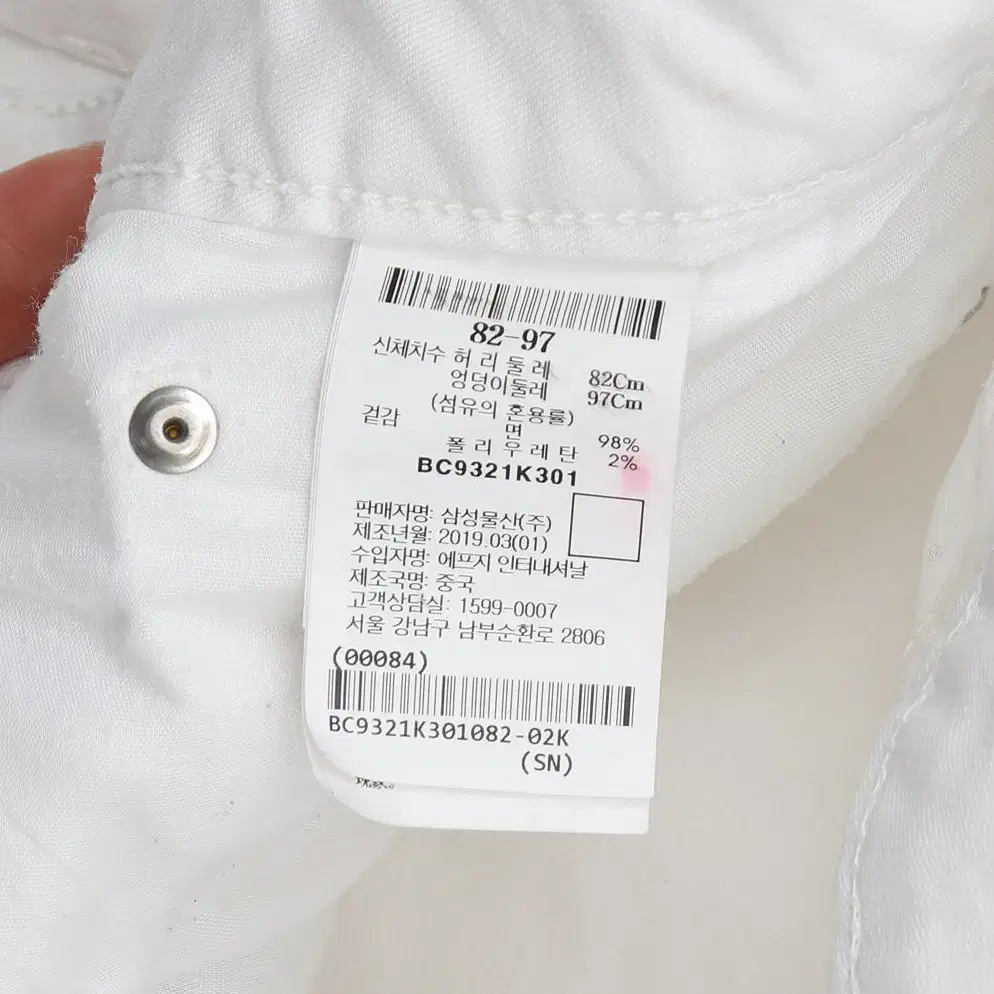 82-97
신체치수 허리둘레 82Cm
엉덩이둘레 97Cm
(섬유의 혼용률)
겉감 면 98%
폴리우레탄 2%
BC9321K301
판매자명: 삼성물산(주)
제조년월: 2019.03(01)
수입자명: 에프지 인터내셔날
제조국명: 중국
고객상담실: 1599-0007
서울 강남구 남부순환로 2806
(00084)
BC9321K301082-02K
(SN)